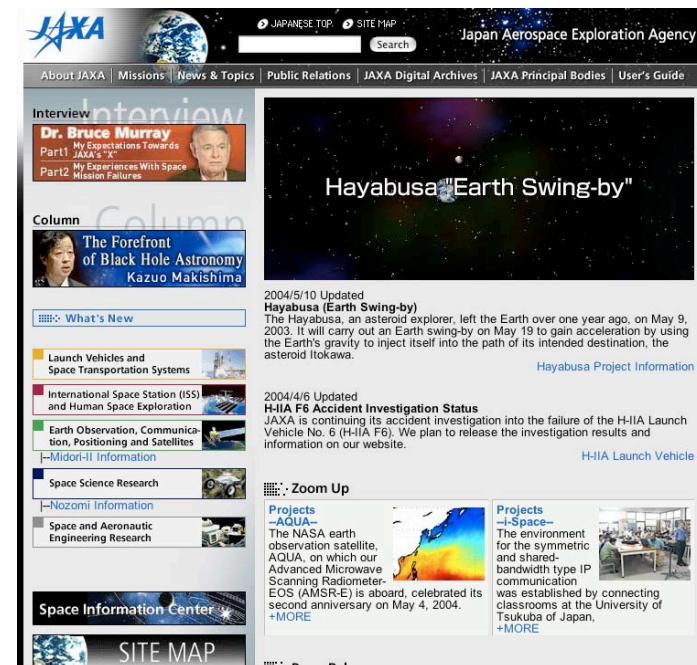 JAXA
JAPANESE TOP
SITE MAP
Search
Japan Aerospace Exploration Agency
About JAXA | Missions | News & Topics | Public Relations | JAXA Digital Archives | JAXA Principal Bodies | User's Guide
Interview
Interview
Dr. Bruce Murray
Part1 My Expectations Towards
JAXA's "X"
Part2 My Experiences With Space
Mission Failures
Column
Column
The Forefront
of Black Hole Astronomy
Kazuo Makishima
What's New
Launch Vehicles and
Space Transportation Systems
International Space Station (ISS)
and Human Space Exploration
Earth Observation, Communica-
tion, Positioning and Satellites
|--Midori-II Information
Space Science Research
|--Nozomi Information
Space and Aeronautic
Engineering Research
Space Information Center
SITE MAP
Hayabusa "Earth Swing-by"
2004/5/10 Updated
Hayabusa (Earth Swing-by)
The Hayabusa, an asteroid explorer, left the Earth over one year ago, on May 9,
2003. It will carry out an Earth swing-by on May 19 to gain acceleration by using
the Earth's gravity to inject itself into the path of its intended destination, the
asteroid Itokawa.
Hayabusa Project Information
2004/4/6 Updated
H-IIA F6 Accident Investigation Status
JAXA is continuing its accident investigation into the failure of the H-IIA Launch
Vehicle No. 6 (H-IIA F6). We plan to release the investigation results and
information on our website.
H-IIA Launch Vehicle
Zoom Up
Projects
--AQUA--
The NASA earth
observation satellite,
AQUA, on which our
Advanced Microwave
Scanning Radiometer-
EOS (AMSR-E) is aboard, celebrated its
second anniversary on May 4, 2004.
+MORE
Projects
--i-Space--
The environment
for the symmetric
and shared-
bandwidth type IP
communication
was established by connecting
classrooms at the University of
Tsukuba of Japan,
+MORE